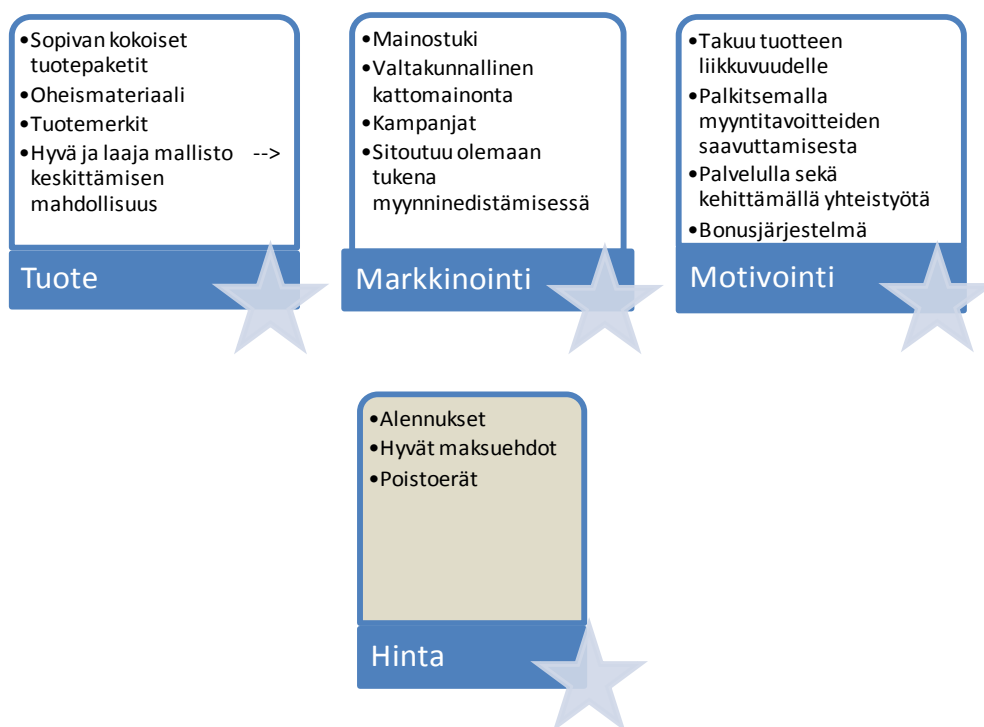 •Sopivan kokoiset
tuotepaketit
•Oheismateriaali
•Tuotemerkit
•Hyvä ja laaja mallisto -->
keskittämisen
mahdollisuus
Tuote
•Mainostuki
•Valtakunnallinen
kattomainonta
•Kampanjat
•Sitoutuu olemaan
tukena
myynninedistämisessä
Markkinointi
•Takuu tuotteen
liikkuvuudelle
•Palkitsemalla
myyntitavoitteiden
saavuttamisesta
•Palvelulla sekä
kehittämällä yhteistyötä
•Bonusjärjestelmä
Motivointi
•Alennukset
•Hyvät maksuehdot
•Poistoerät
Hinta